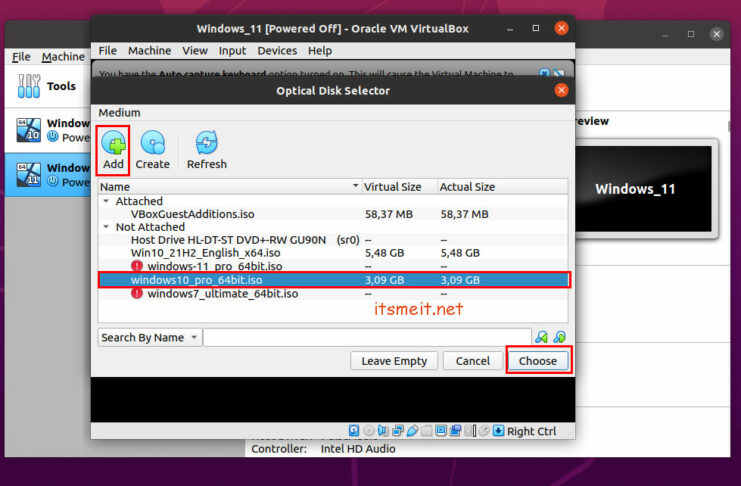 Windows_11 [Powered Off] - Oracle VM VirtualBox
File Machine
File Machine View Input Devices Help
You have the Auto capture keyboard option turned on. This will cause the Virtual Machine to
Optical Disk Selector
Medium
Tools
Add Create Refresh
64 10 Window
Powe
64 11 Window
Powe
review
Windows_11
Name Virtual Size Actual Size
Attached
VBoxGuestAdditions.iso 58,37 MB 58,37 MB
Not Attached
Host Drive HL-DT-ST DVD+-RW GU90N (sr0) -- --
Win10_21H2_English_x64.iso 5,48 GB 5,48 GB
windows-11_pro_64bit.iso -- --
windows10_pro_64bit.iso 3,09 GB 3,09 GB
windows7_ultimate_64bit.iso -- --
itsmeit.net
Search By Name
Leave Empty Cancel Choose
Right Ctrl
Controller: Intel HD Audio